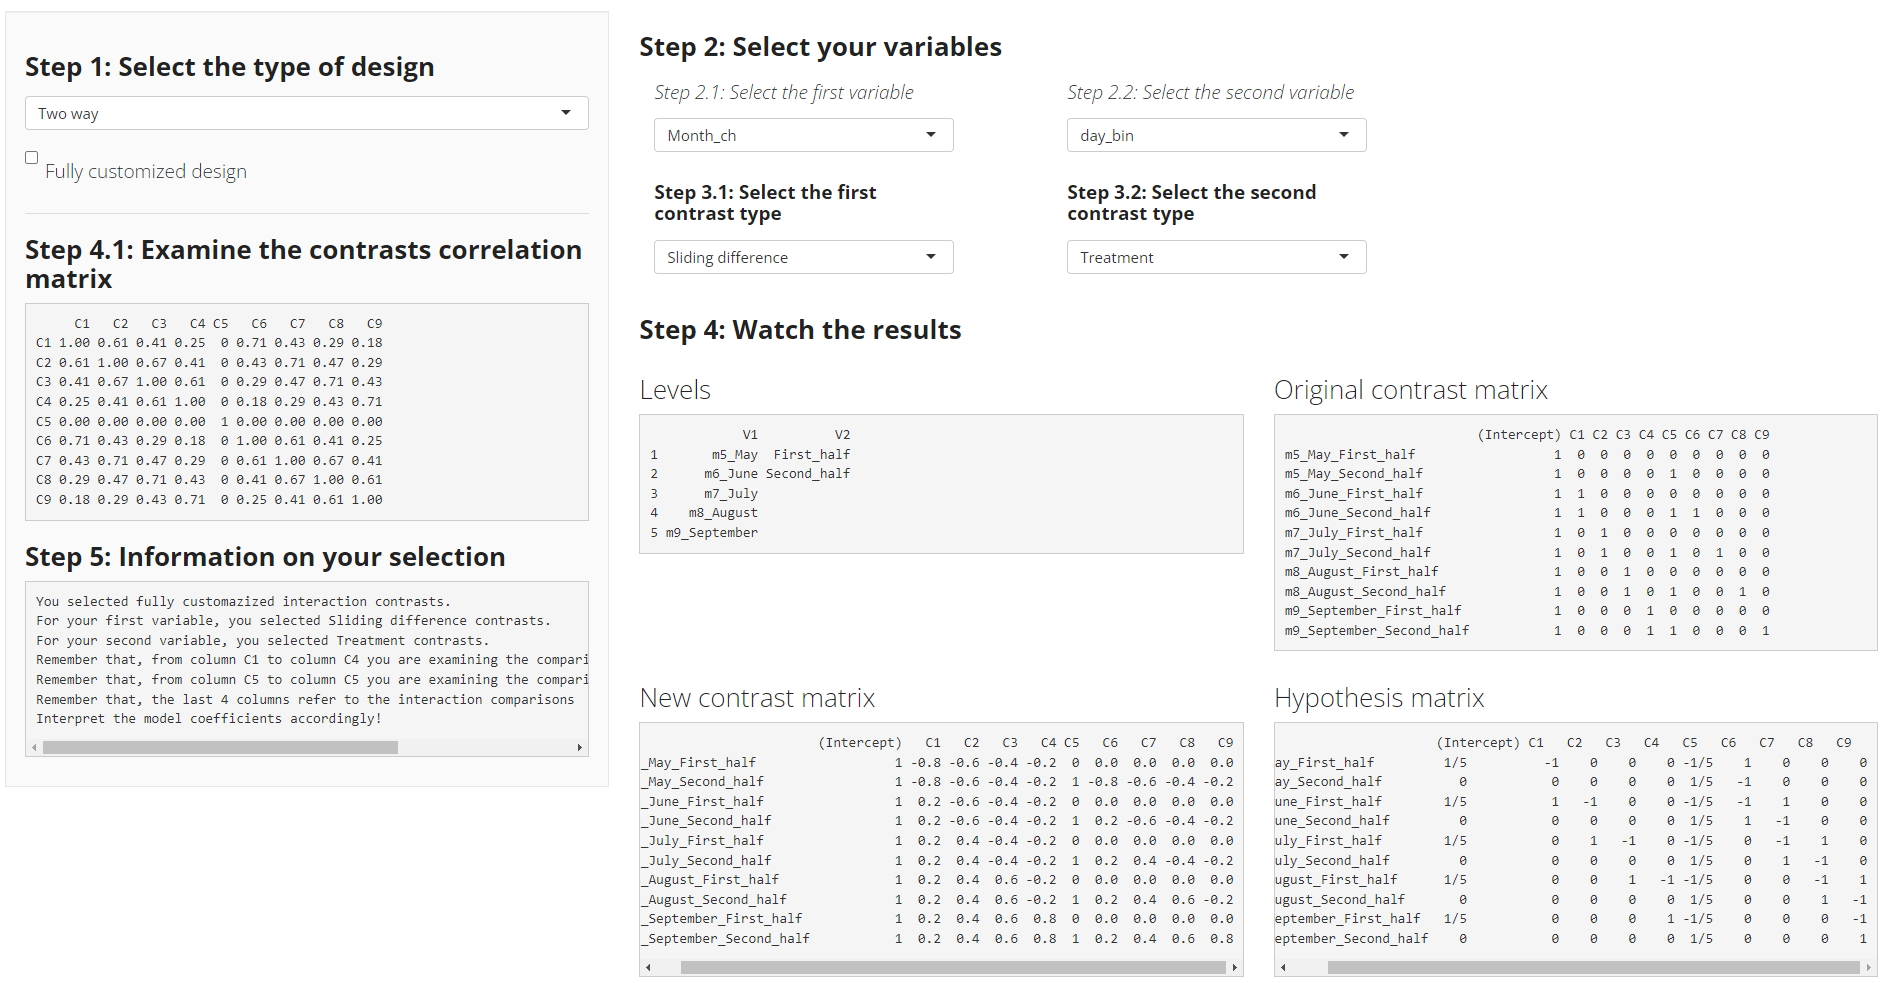 Step 1: Select the type of design
Two way
Fully customized design
Step 4.1: Examine the contrasts correlation
matrix
C1 C2 C3 C4 C5 C6 C7 C8 C9
C1 1.00 0.61 0.41 0.25 0 0.71 0.43 0.29 0.18
C2 0.61 1.00 0.67 0.41 0 0.43 0.71 0.47 0.29
C3 0.41 0.67 1.00 0.61 0 0.29 0.47 0.71 0.43
C4 0.25 0.41 0.61 1.00 0 0.18 0.29 0.43 0.71
C5 0.00 0.00 0.00 0.00 1 0.00 0.00 0.00 0.00
C6 0.71 0.43 0.29 0.18 0 1.00 0.61 0.41 0.25
C7 0.43 0.71 0.47 0.29 0 0.61 1.00 0.67 0.41
C8 0.29 0.47 0.71 0.43 0 0.41 0.67 1.00 0.61
C9 0.18 0.29 0.43 0.71 0 0.25 0.41 0.61 1.00
Step 5: Information on your selection
You selected fully customazized interaction contrasts.
For your first variable, you selected Sliding difference contrasts.
For your second variable, you selected Treatment contrasts.
Remember that, from column C1 to column C4 you are examining the compari
Remember that, from column C5 to column C5 you are examining the compari
Remember that, the last 4 columns refer to the interaction comparisons
Interpret the model coefficients accordingly!
Step 2: Select your variables
Step 2.1: Select the first variable
Month_ch
Step 2.2: Select the second variable
day_bin
Step 3.1: Select the first
contrast type
Sliding difference
Step 3.2: Select the second
contrast type
Treatment
Step 4: Watch the results
Levels
V1 V2
1 m5_May First_half
2 m6_June Second_half
3 m7_July
4 m8_August
5 m9_September
Original contrast matrix
(Intercept) C1 C2 C3 C4 C5 C6 C7 C8 C9
m5_May_First_half 1 0 0 0 0 0 0 0 0 0
m5_May_Second_half 1 0 0 0 0 1 0 0 0 0
m6_June_First_half 1 1 0 0 0 0 0 0 0 0
m6_June_Second_half 1 1 0 0 0 1 1 0 0 0
m7_July_First_half 1 0 1 0 0 0 0 0 0 0
m7_July_Second_half 1 0 1 0 0 1 0 1 0 0
m8_August_First_half 1 0 0 1 0 0 0 0 0 0
m8_August_Second_half 1 0 0 1 0 1 0 0 1 0
m9_September_First_half 1 0 0 0 1 0 0 0 0 0
m9_September_Second_half 1 0 0 0 1 1 0 0 0 1
New contrast matrix
(Intercept) C1 C2 C3 C4 C5 C6 C7 C8 C9
_May_First_half 1 -0.8 -0.6 -0.4 -0.2 0 0.0 0.0 0.0 0.0
_May_Second_half 1 -0.8 -0.6 -0.4 -0.2 1 -0.8 -0.6 -0.4 -0.2
_June_First_half 1 0.2 -0.6 -0.4 -0.2 0 0.0 0.0 0.0 0.0
_June_Second_half 1 0.2 -0.6 -0.4 -0.2 1 0.2 -0.6 -0.4 -0.2
_July_First_half 1 0.2 0.4 -0.4 -0.2 0 0.0 0.0 0.0 0.0
_July_Second_half 1 0.2 0.4 -0.4 -0.2 1 0.2 0.4 -0.4 -0.2
_August_First_half 1 0.2 0.4 0.6 -0.2 0 0.0 0.0 0.0 0.0
_August_Second_half 1 0.2 0.4 0.6 -0.2 1 0.2 0.4 0.6 -0.2
_September_First_half 1 0.2 0.4 0.6 0.8 0 0.0 0.0 0.0 0.0
_September_Second_half 1 0.2 0.4 0.6 0.8 1 0.2 0.4 0.6 0.8
Hypothesis matrix
(Intercept) C1 C2 C3 C4 C5 C6 C7 C8 C9
ay_First_half 1/5 -1 0 0 0 -1/5 1 0 0 0
ay_Second_half 0 0 0 0 0 1/5 -1 0 0 0
une_First_half 1/5 1 -1 0 0 -1/5 -1 1 0 0
une_Second_half 0 0 0 0 0 1/5 1 -1 0 0
uly_First_half 1/5 0 1 -1 0 -1/5 0 -1 1 0
uly_Second_half 0 0 0 0 0 1/5 0 1 -1 0
ugust_First_half 1/5 0 0 1 -1 -1/5 0 0 -1 1
ugust_Second_half 0 0 0 0 0 1/5 0 0 1 -1
eptember_First_half 1/5 0 0 0 1 -1/5 0 0 0 -1
eptember_Second_half 0 0 0 0 0 1/5 0 0 0 1